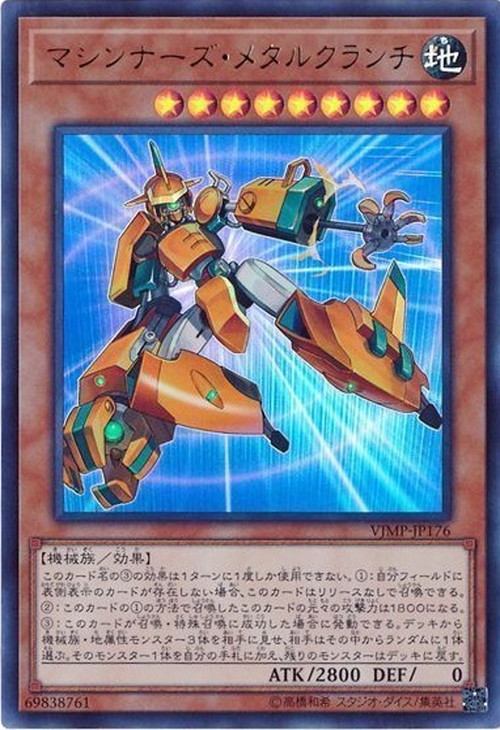 マシンナーズ・メタルクランチ
地
VJMP-JP176
【機械族／効果】
このカード名の③の効果は1ターンに1度しか使用できない。①：自分フィールドに
表側表示のカードが存在しない場合、このカードはリリースなしで召喚できる。
②：このカードの①の方法で召喚したこのカードの元々の攻撃力は1800になる。
③：このカードが召喚・特殊召喚に成功した場合に発動できる。デッキから
機械族・地属性モンスター3体を相手に見せ、相手はその中からランダムに1体
選ぶ。そのモンスター1体を自分の手札に加え、残りのモンスターはデッキに戻す。
ATK/2800 DEF/ 0
69838761
©高橋和希 スタジオ・ダイス/集英社